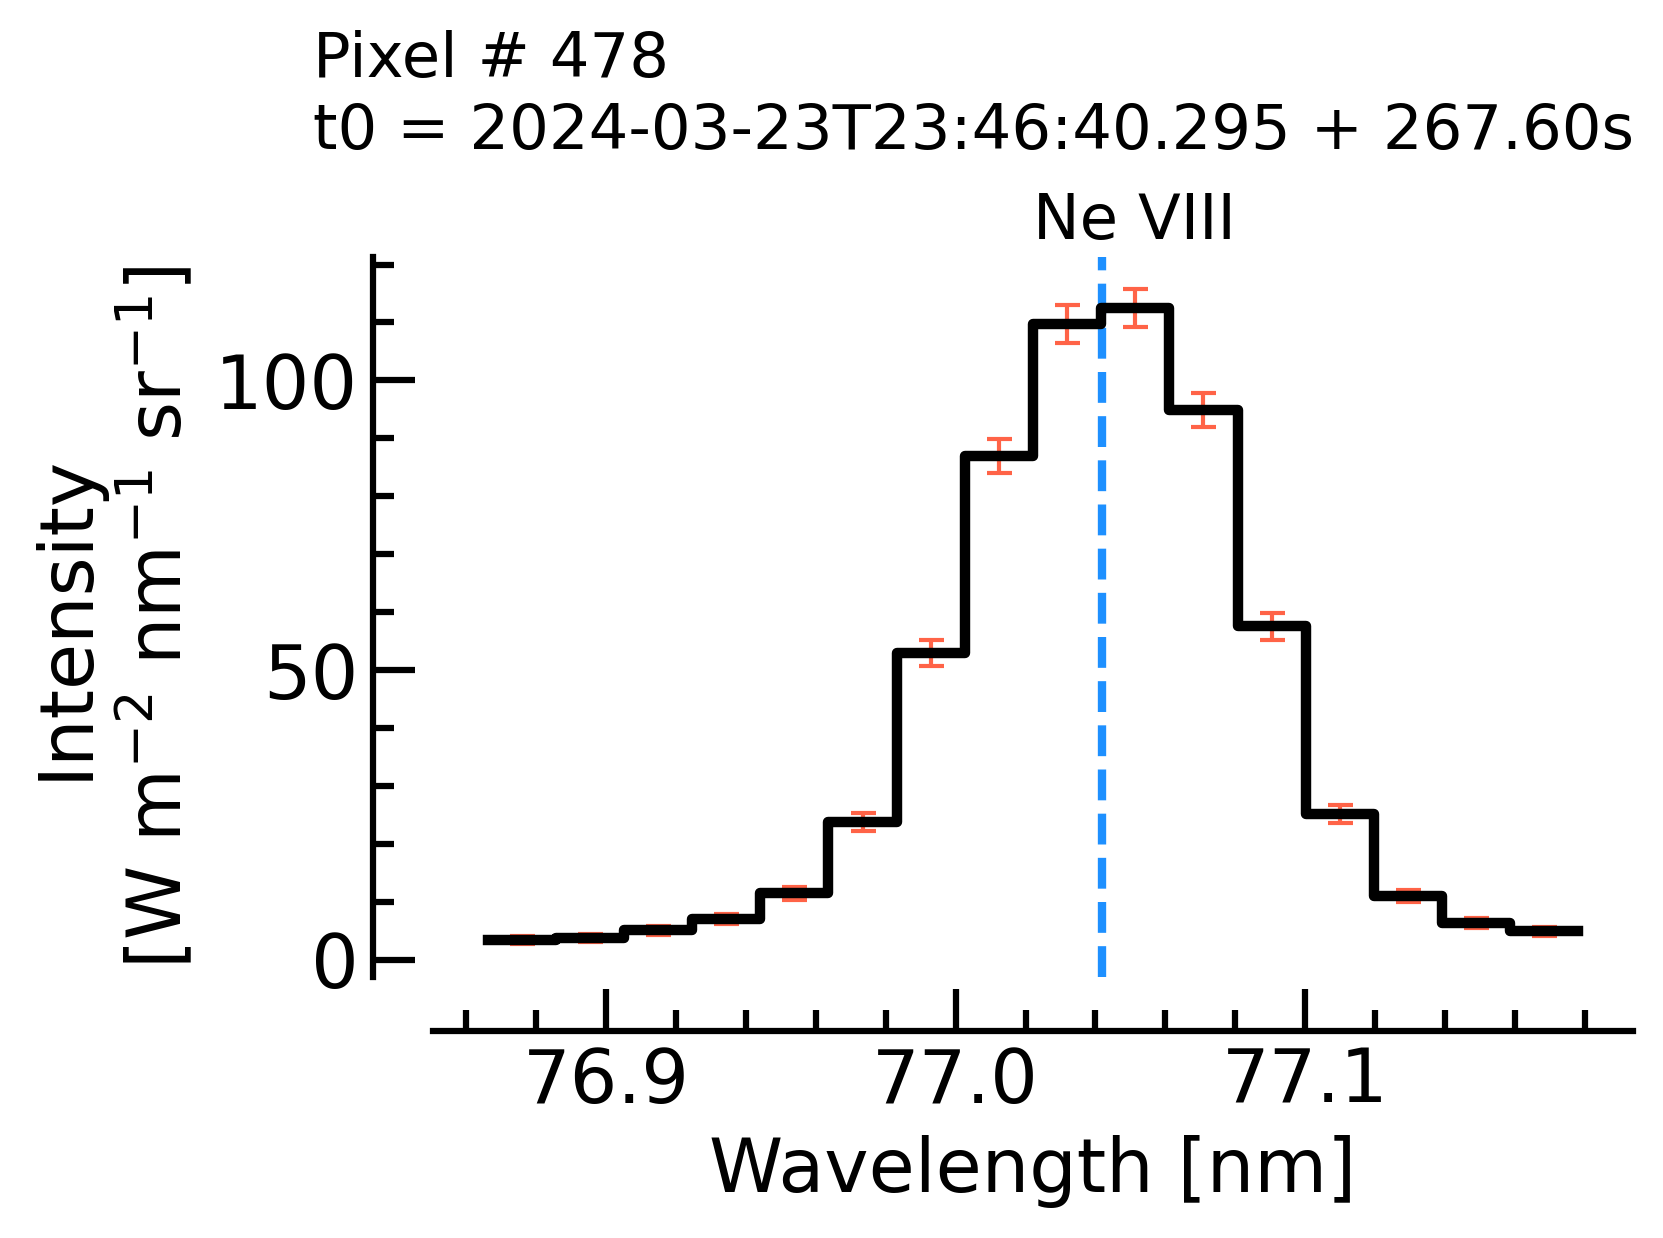 Pixel # 478
t0 = 2024-03-23T23:46:40.295 + 267.60s
Ne VIII
Intensity
[W m⁻² nm⁻¹ sr⁻¹]
100
50
0
76.9 77.0 77.1
Wavelength [nm]